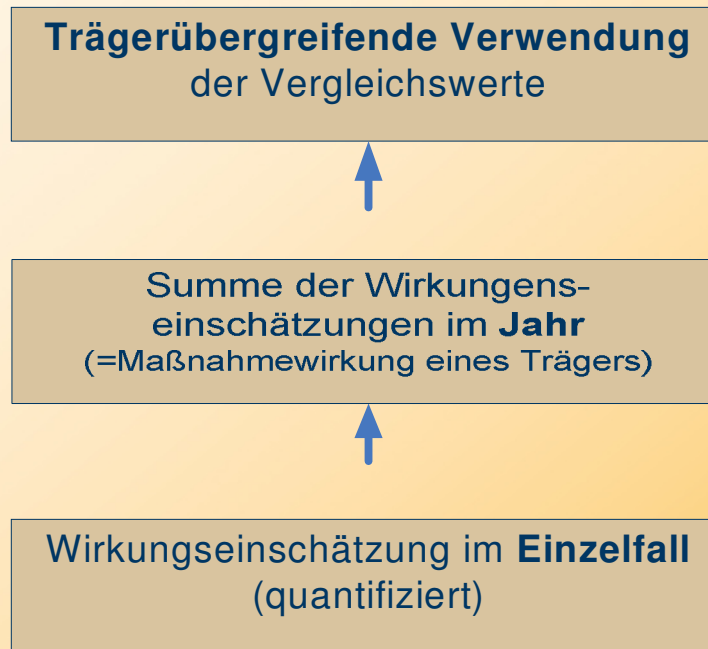 Trägerübergreifende Verwendung
der Vergleichswerte
Summe der Wirkungens-
einschätzungen im Jahr
(=Maßnahmewirkung eines Trägers)
Wirkungseinschätzung im Einzelfall
(quantifiziert)